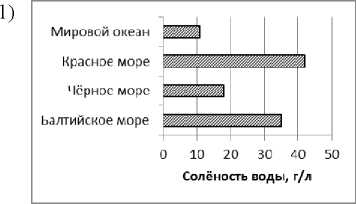 1)
Мировой океан
Красное море
Чёрное море
Балтийское море
0 10 20 30 40 50
Солёность воды, г/л